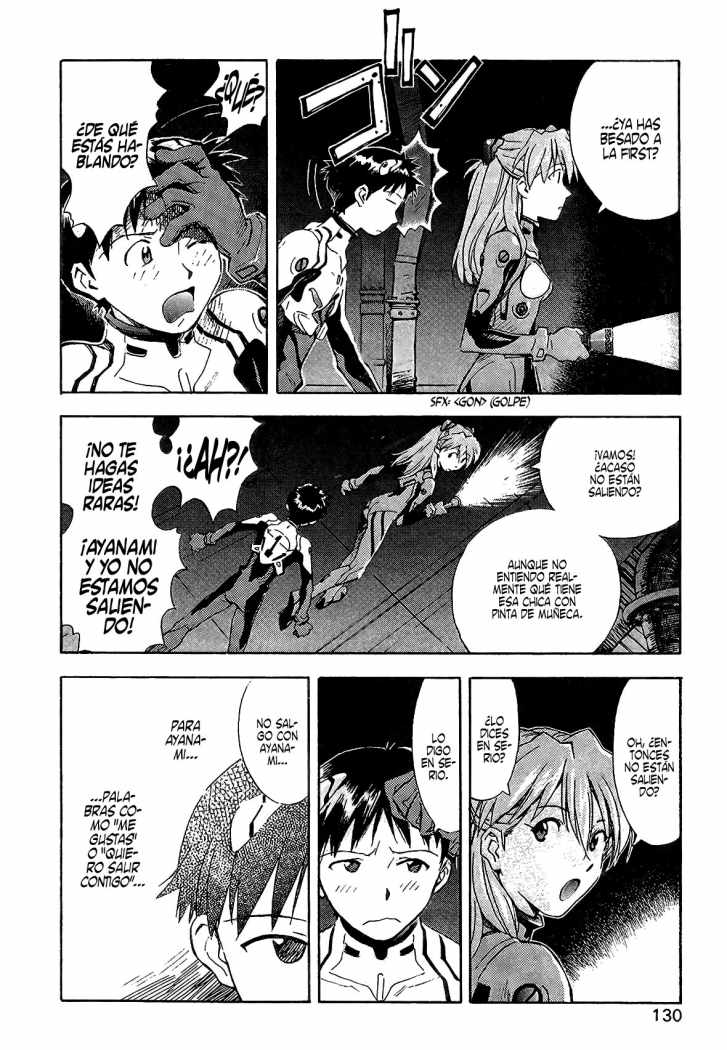 ...¿YA HAS
BESADO A
LA FIRST?
ゴン
SFX: <GON> (GOLPE)
¿QUÉ?
¿DE QUÉ
ESTÁS HA-
BLANDO?
¡VAMOS!
¿ACASO
NO ESTÁN
SALIENDO?
AUNQUE NO
ENTIENDO REAL-
MENTE QUÉ TIENE
ESA CHICA CON
PINTA DE MUÑECA.
¡¿AH?!
¡NO TE
HAGAS
IDEAS
RARAS!
¡AYANAMI
Y YO NO
ESTAMOS
SALIEN-
DO!
OH, ¿EN-
TONCES
NO ESTÁN
SALIEN-
DO?
¿LO
DICES
EN SE-
RIO?
LO
DIGO
EN SE-
RIO.
NO SAL-
GO CON
AYANA-
MI...
PARA
AYANA-
MI...
...PALA-
BRAS CO-
MO "ME
GUSTAS"
O "QUIE-
RO SALIR
CONTIGO"...
130